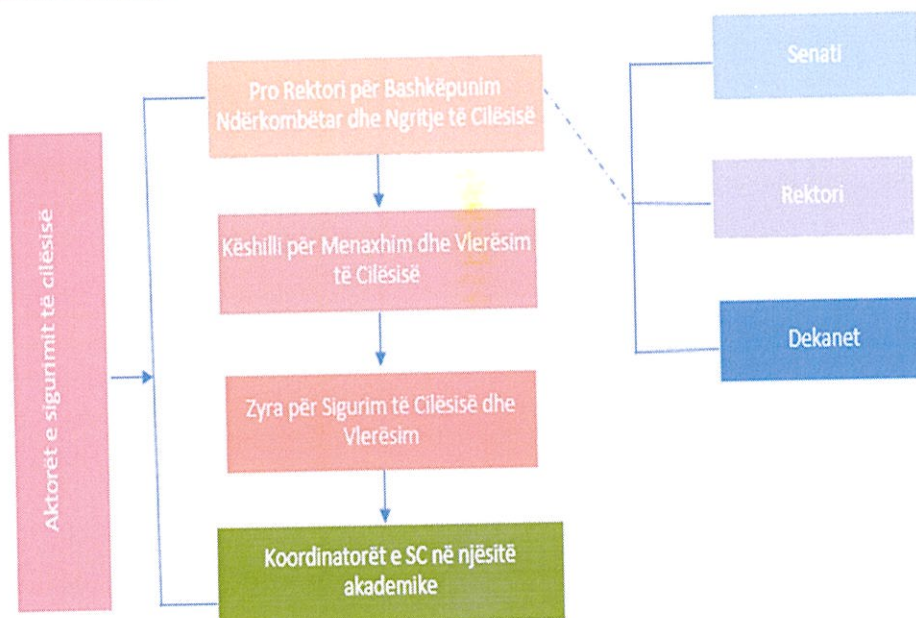 Aktorët e sigurimit të cilësisë
Pro Rektori për Bashkëpunim
Ndërkombëtar dhe Ngritje të Cilësisë
Këshilli për Menaxhim dhe Vlerësim
të Cilësisë
Zyra për Sigurim të Cilësisë dhe
Vlerësim
Koordinatorët e SC në njësitë
akademike
Senati
Rektori
Dekanet